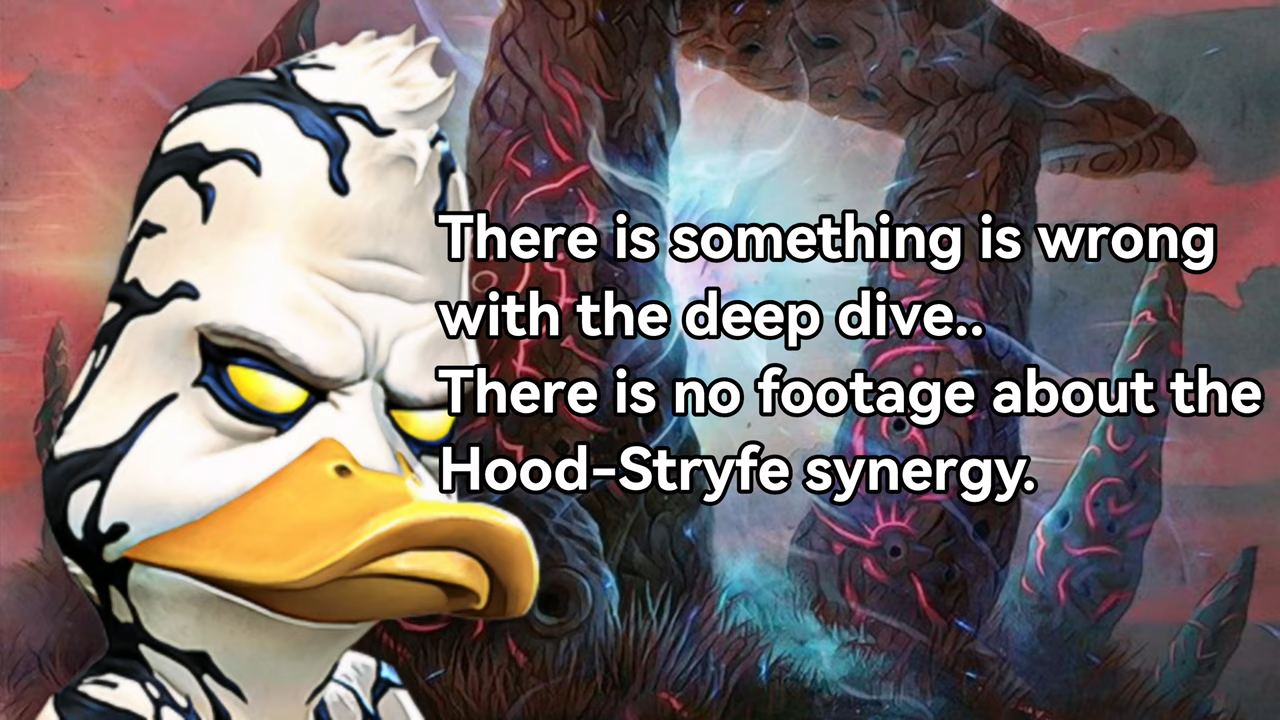 There is something is wrong
with the deep dive..
There is no footage about the
Hood-Stryfe synergy.